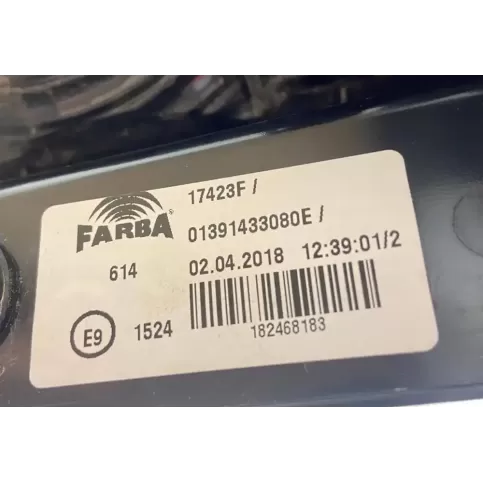 17423F /
FARBA®
01391433080E /
614
02.04.2018 12:39:01/2
E9
1524
182468183